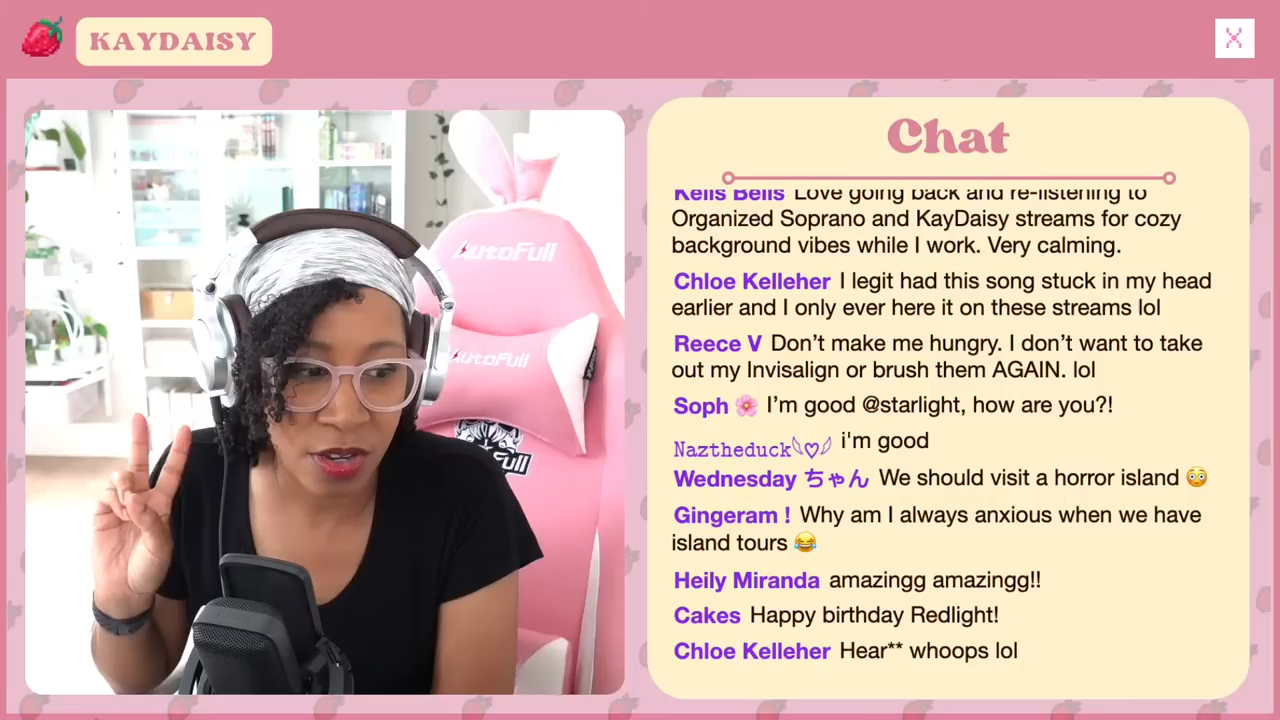 KAYDAISY
AutoFull
AutoFull
Full
Chat
Kells Bells Love going back and re-listening to
Organized Soprano and KayDaisy streams for cozy
background vibes while I work. Very calming.
Chloe Kelleher I legit had this song stuck in my head
earlier and I only ever here it on these streams lol
Reece V Don’t make me hungry. I don’t want to take
out my Invisalign or brush them AGAIN. lol
Soph 🌸 I’m good @starlight, how are you?!
Naztheduck i'm good
Wednesday ちゃん We should visit a horror island 😳
Gingeram ! Why am I always anxious when we have
island tours 😂
Heily Miranda amazingg amazingg!!
Cakes Happy birthday Redlight!
Chloe Kelleher Hear** whoops lol